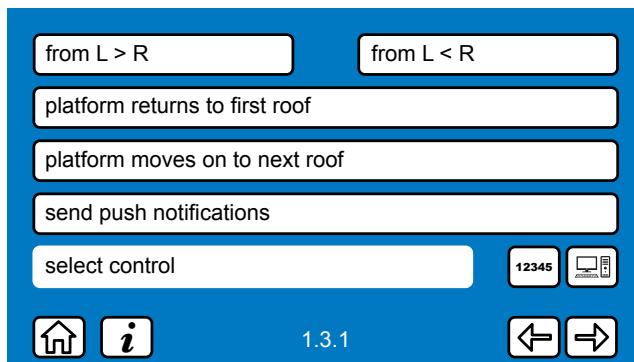 from L > R from L < R
platform returns to first roof
platform moves on to next roof
send push notifications
select control 12345
i 1.3.1